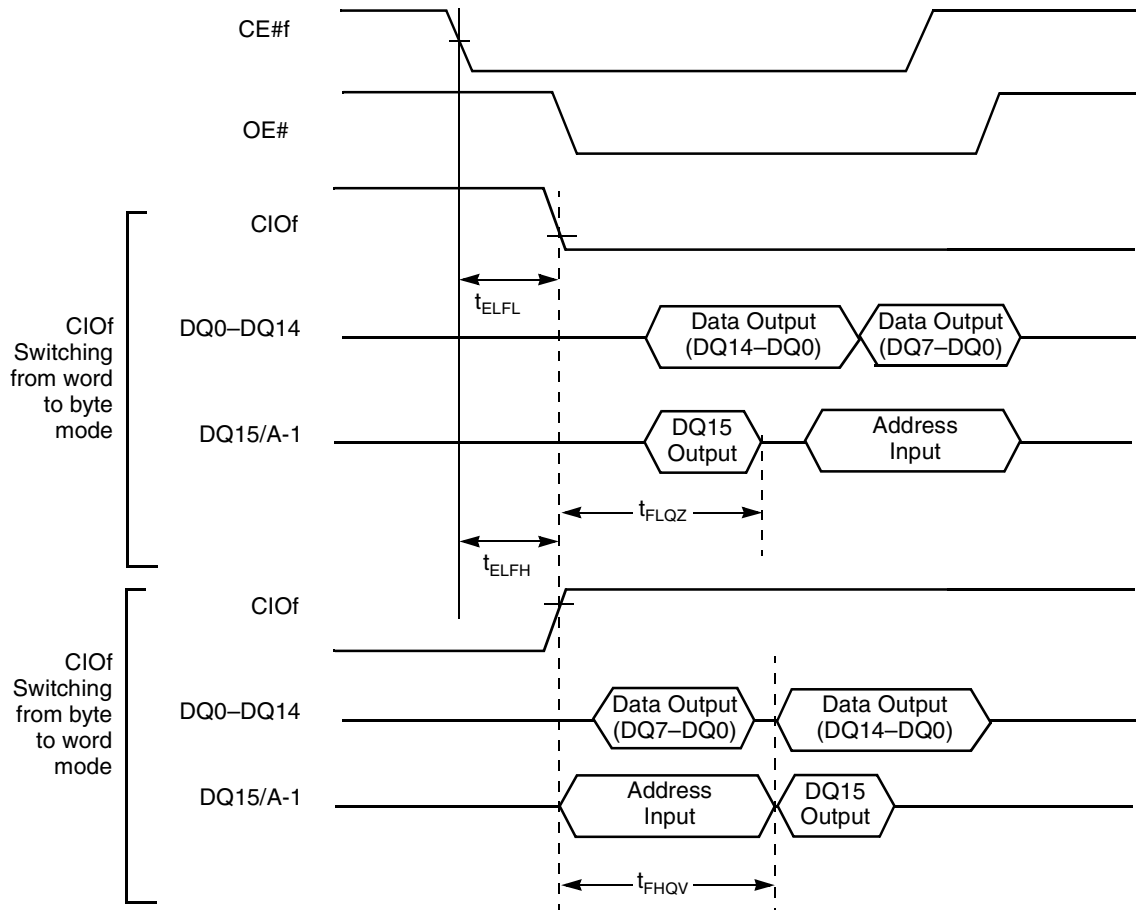 CE#f
OE#
CIOf
Switching
from word
to byte
mode
CIOf
tELFL
DQ0–DQ14
Data Output
(DQ14–DQ0)
Data Output
(DQ7–DQ0)
DQ15/A-1
DQ15
Output
Address
Input
tFLQZ
tELFH
CIOf
Switching
from byte
to word
mode
CIOf
DQ0–DQ14
Data Output
(DQ7–DQ0)
Data Output
(DQ14–DQ0)
DQ15/A-1
Address
Input
DQ15
Output
tFHQV